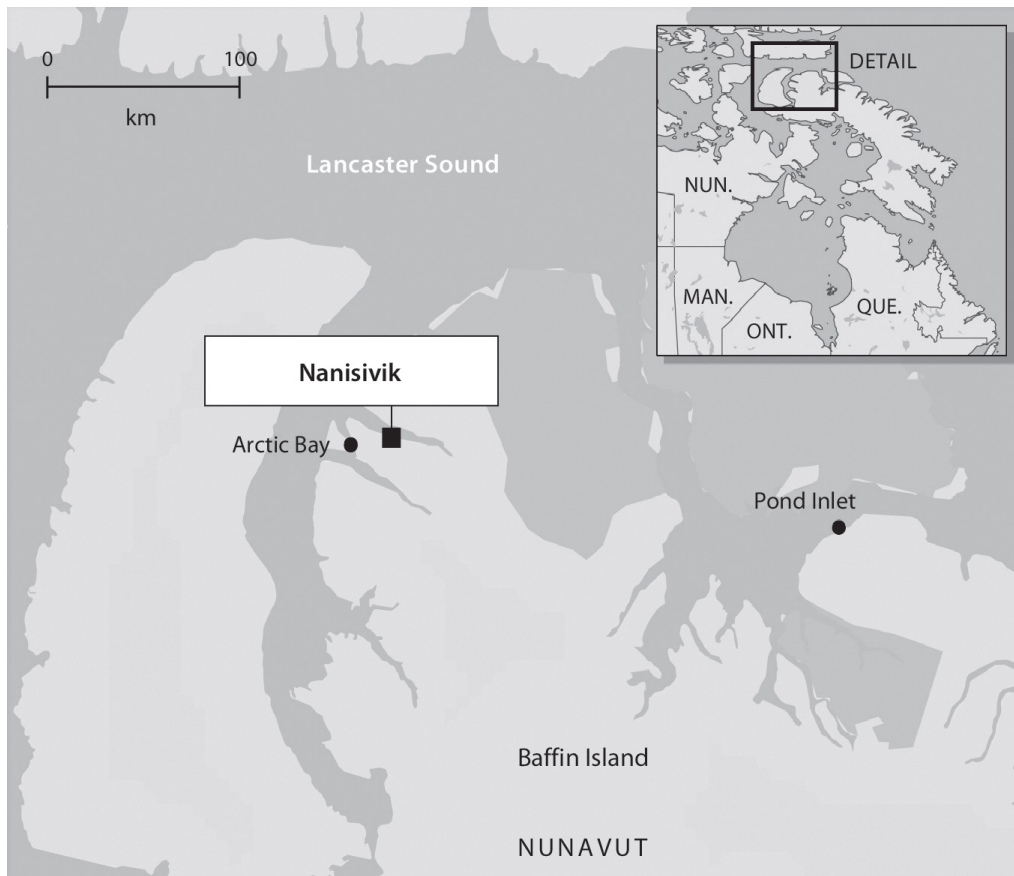 0 100
km
Lancaster Sound
DETAIL
NUN.
MAN.
ONT.
QUE.
Nanisivik
Arctic Bay
Pond Inlet
Baffin Island
NUNAVUT